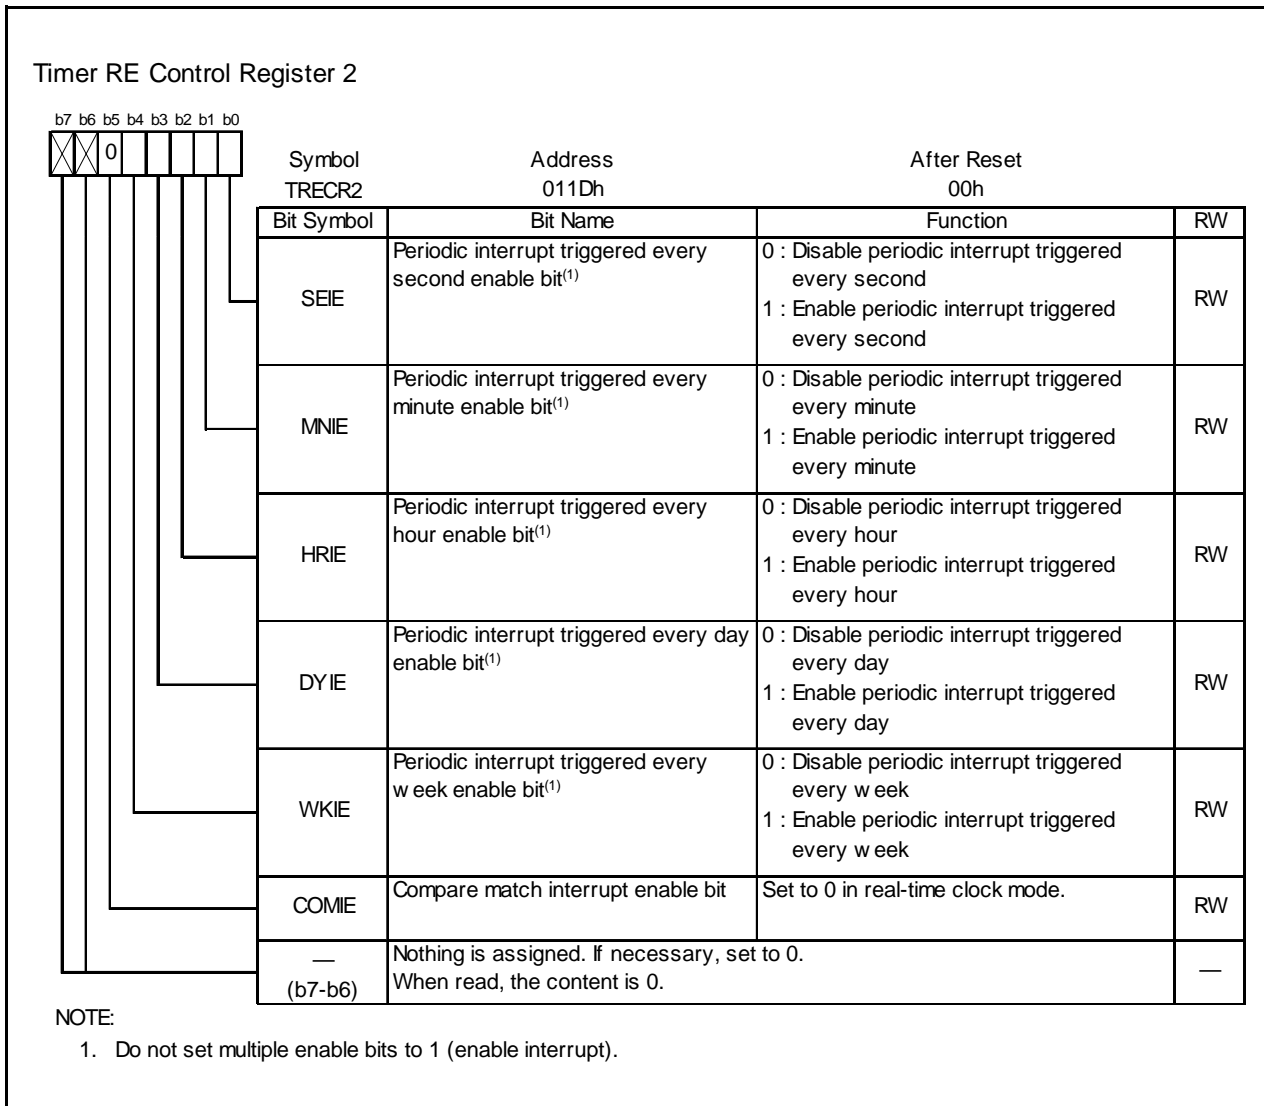 Timer RE Control Register 2
b7 b6 b5 b4 b3 b2 b1 b0
0
Symbol Address After Reset
TRECR2 011Dh 00h
Bit Symbol Bit Name Function RW
SEIE
Periodic interrupt triggered every
second enable bit(1)
0 : Disable periodic interrupt triggered
every second
1 : Enable periodic interrupt triggered
every second
RW
MNIE
Periodic interrupt triggered every
minute enable bit(1)
0 : Disable periodic interrupt triggered
every minute
1 : Enable periodic interrupt triggered
every minute
RW
HRIE
Periodic interrupt triggered every
hour enable bit(1)
0 : Disable periodic interrupt triggered
every hour
1 : Enable periodic interrupt triggered
every hour
RW
DYIE
Periodic interrupt triggered every day
enable bit(1)
0 : Disable periodic interrupt triggered
every day
1 : Enable periodic interrupt triggered
every day
RW
WKIE
Periodic interrupt triggered every
week enable bit(1)
0 : Disable periodic interrupt triggered
every week
1 : Enable periodic interrupt triggered
every week
RW
COMIE
Compare match interrupt enable bit
Set to 0 in real-time clock mode.
RW
—
(b7-b6)
Nothing is assigned. If necessary, set to 0.
When read, the content is 0.
—
NOTE:
1. Do not set multiple enable bits to 1 (enable interrupt).